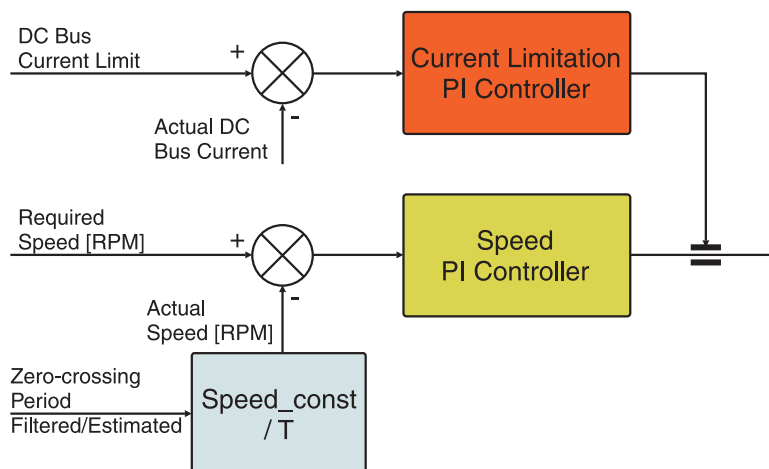 DC Bus
Current Limit
+
Current Limitation
PI Controller
-
Actual DC
Bus Current
Required
Speed [RPM]
+
Speed
PI Controller
-
Actual
Speed [RPM]
Zero-crossing
Period
Filtered/Estimated
Speed_const
/ T